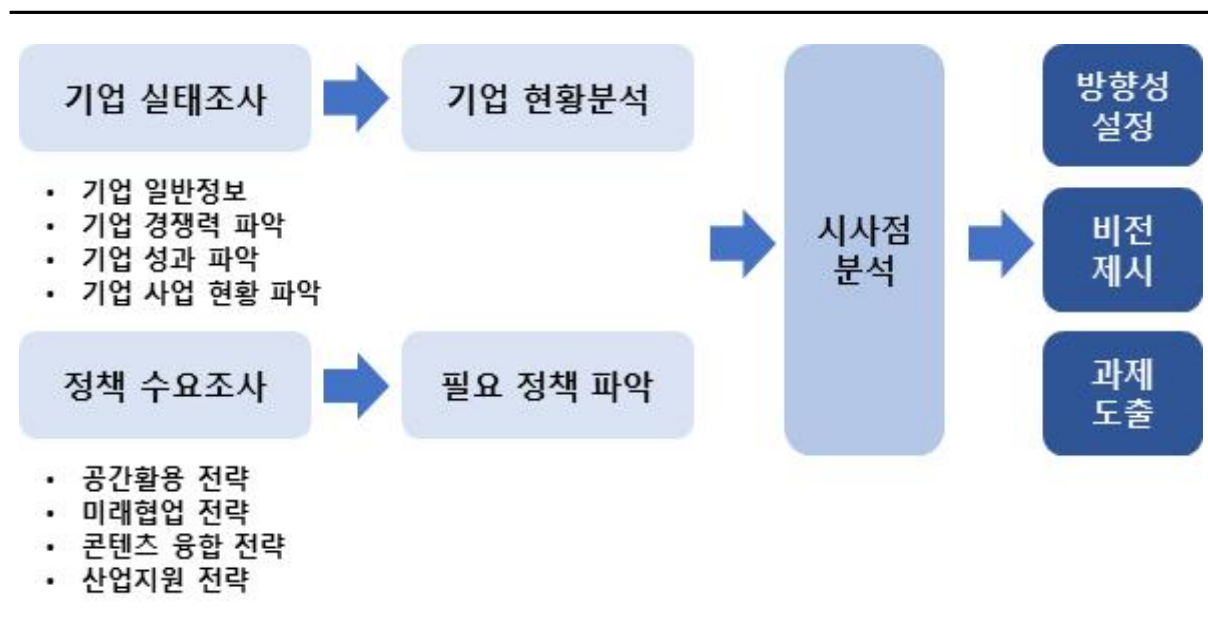 기업 실태조사
기업 현황분석
• 기업 일반정보
• 기업 경쟁력 파악
• 기업 성과 파악
• 기업 사업 현황 파악
정책 수요조사
필요 정책 파악
• 공간활용 전략
• 미래협업 전략
• 콘텐츠 융합 전략
• 산업지원 전략
시사점
분석
방향성
설정
비전
제시
과제
도출